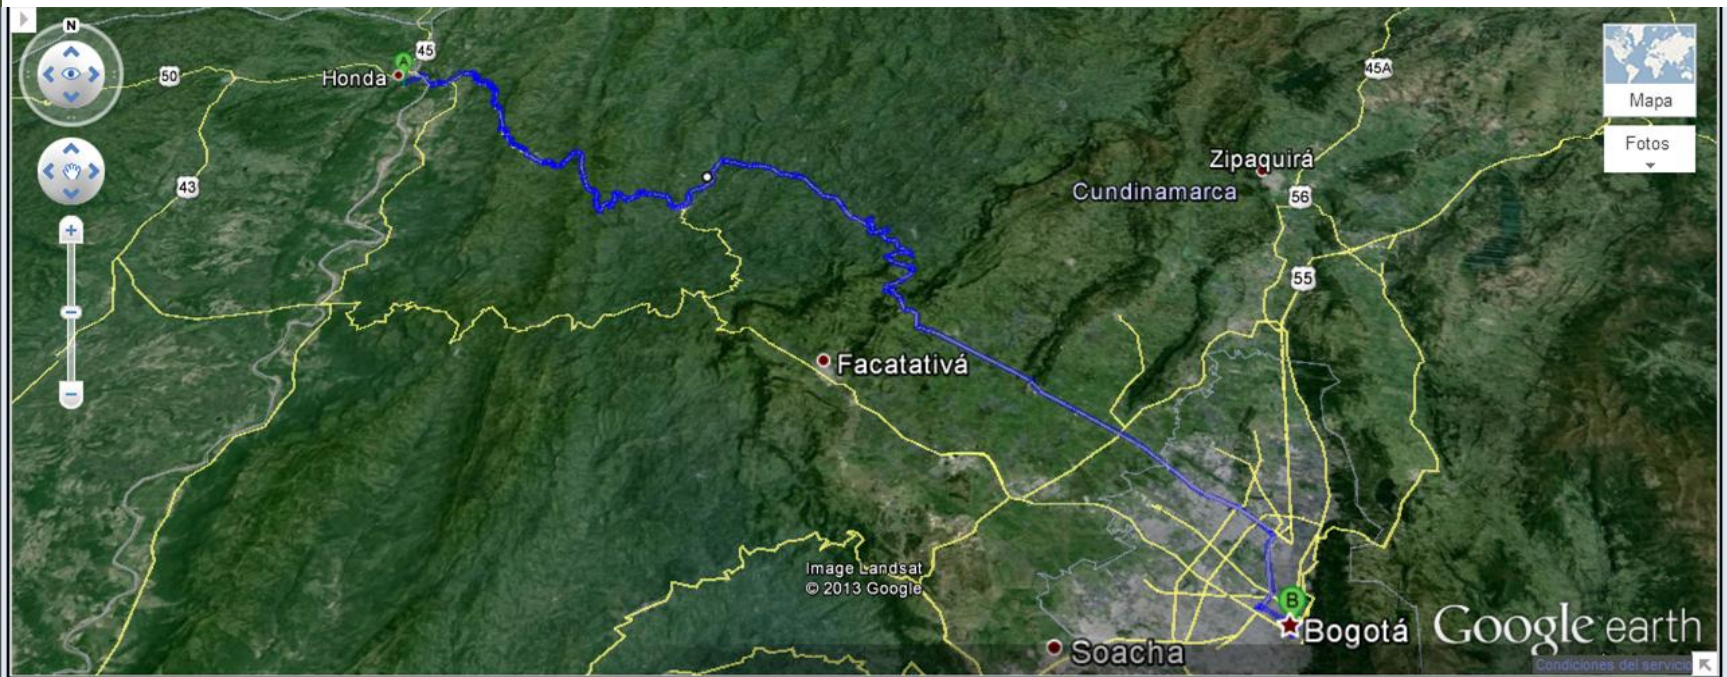 N
A
45
50
Honda
45A
Mapa
Fotos
Zipaquirá
43
Cundinamarca
56
55
Facatativá
Image Landsat
© 2013 Google
B
Bogotá
Soacha
Google earth
Condiciones del servicio